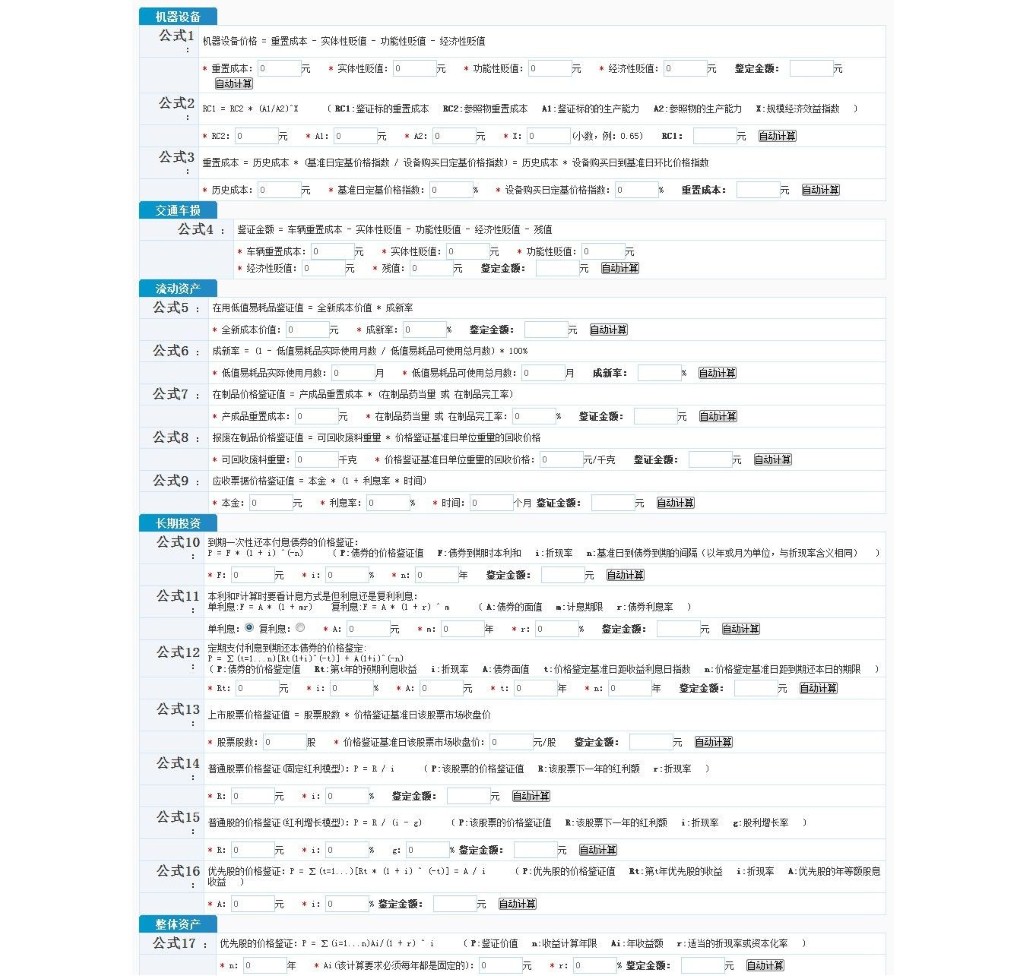 机器设备
公式1
:
机器设备价格 = 重置成本 - 实体性贬值 - 功能性贬值 - 经济性贬值
* 重置成本: 0 元 * 实体性贬值: 0 元 * 功能性贬值: 0 元 * 经济性贬值: 0 元 鉴定金额: 元
自动计算
公式2
:
RC1 = RC2 * (A1/A2)^X ( RC1:鉴证标的重置成本 RC2:参照物重置成本 A1:鉴证标的的生产能力 A2:参照物的生产能力 X:规模经济效益指数 )
* RC2: 0 元 * A1: 0 元 * A2: 0 元 * X: 0 (小数, 例: 0.65) RC1: 元 自动计算
公式3
:
重置成本 = 历史成本 * (基准日定基价格指数 / 设备购买日定基价格指数) = 历史成本 * 设备购买日到基准日环比价格指数
* 历史成本: 0 元 * 基准日定基价格指数: 0 % * 设备购买日定基价格指数: 0 % 重置成本: 元 自动计算
交通车损
公式4 :
鉴证金额 = 车辆重置成本 - 实体性贬值 - 功能性贬值 - 经济性贬值 - 残值
* 车辆重置成本: 0 元 * 实体性贬值: 0 元 * 功能性贬值: 0 元
* 经济性贬值: 0 元 * 残值: 0 元 鉴定金额: 元 自动计算
流动资产
公式5 :
在用低值易耗品鉴证值 = 全新成本价值 * 成新率
* 全新成本价值: 0 元 * 成新率: 0 % 鉴定金额: 元 自动计算
公式6 :
成新率 = (1 - 低值易耗品实际使用月数 / 低值易耗品可使用总月数) * 100%
* 低值易耗品实际使用月数: 0 月 * 低值易耗品可使用总月数: 0 月 成新率: % 自动计算
公式7 :
在制品价格鉴证值 = 产成品重置成本 * (在制品药当量 或 在制品完工率)
* 产成品重置成本: 0 元 * 在制品药当量 或 在制品完工率: 0 % 鉴证金额: 元 自动计算
公式8 :
报废在制品价格鉴证值 = 可回收废料重量 * 价格鉴证基准日单位重量的回收价格
* 可回收废料重量: 0 千克 * 价格鉴证基准日单位重量的回收价格: 0 元/千克 鉴证金额: 元 自动计算
公式9 :
应收票据价格鉴证值 = 本金 * (1 + 利息率 * 时间)
* 本金: 0 元 * 利息率: 0 % * 时间: 0 个月 鉴证金额: 元 自动计算
长期投资
公式10
:
到期一次性还本付息债券的价格鉴证:
P = F * (1 + i) ^(-n) ( P:债券的价格鉴证值 F:债券到期时本利和 i:折现率 n:基准日到债券到期的间隔(以年或月为单位, 与折现率含义相同) )
* F: 0 元 * i: 0 % * n: 0 年 鉴定金额: 元 自动计算
公式11
:
本利和F计算时要看计息方式是但利息还是复利利息:
单利息:F = A * (1 + mr) 复利息:F = A * (1 + r) ^ m ( A:债券的面值 m:计息期限 r:债券利息率 )
单利息: 复利息: * A: 0 元 * m: 0 年 * r: 0 % 鉴定金额: 元 自动计算
公式12
:
定期支付利息到期还本债券的价格鉴定:
P = ∑(t=1...n)[Rt(1+i)^(-t)] + A(1+i)^(-n)
( P:债券的价格鉴定值 Rt:第t年的预期利息收益 i:折现率 A:债券面值 t:价格鉴定基准日距收益利息日指数 n:价格鉴定基准日距到期还本日的期限 )
* Rt: 0 元 * i: 0 % * A: 0 元 * t: 0 年 * n: 0 年 鉴定金额: 元 自动计算
公式13
:
上市股票价格鉴证值 = 股票股数 * 价格鉴证基准日该股票市场收盘价
* 股票股数: 0 股 * 价格鉴证基准日该股票市场收盘价: 0 元/股 鉴定金额: 元 自动计算
公式14
:
普通股票价格鉴证(固定红利模型): P = R / i ( P:该股票的价格鉴证值 R:该股票下一年的红利额 r:折现率 )
* R: 0 元 * i: 0 % 鉴定金额: 元 自动计算
公式15
:
普通股的价格鉴证(红利增长模型): P = R / (i - g) ( P:该股票的价格鉴证值 R:该股票下一年的红利额 i:折现率 g:股利增长率 )
* R: 0 元 * i: 0 % g: 0 % 鉴定金额: 元 自动计算
公式16
:
优先股的价格鉴证: P = ∑(t=1...)[Rt * (1 + i) ^ (-t)] = A / i ( P:优先股的价格鉴证值 Rt:第t年优先股的收益 i:折现率 A:优先股的年等额股息
收益 )
* A: 0 元 * i: 0 % 鉴定金额: 元 自动计算
整体资产
公式17 :
优先股的价格鉴证: P = ∑(i=1...n)Ai/(1 + r) ^ i ( P:鉴证价值 n:收益计算年限 Ai:年收益额 r:适当的折现率或资本化率 )
* n: 0 年 * Ai(该计算要求必须每年都是固定的): 0 元 * r: 0 % 鉴定金额: 元 自动计算